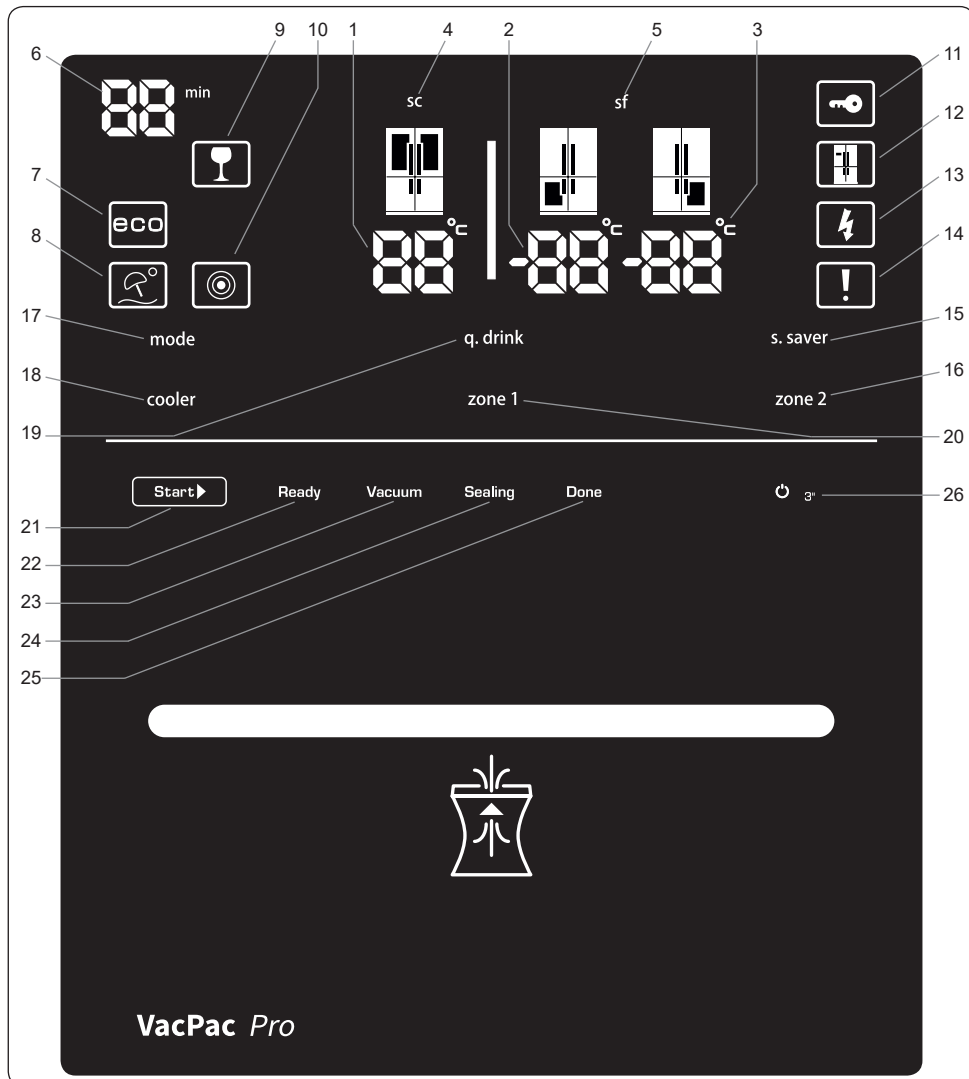 9 10 1 4 2 5 3
6 11
88 min
sc sf
12
7
eco
13
8
14
88 °c -88 °c -88 °c
17 15
mode q. drink s. saver
18 16
cooler zone 1 zone 2
19 20
Start Ready Vacuum Sealing Done 3"
26
21
22
23
24
25
VacPac Pro